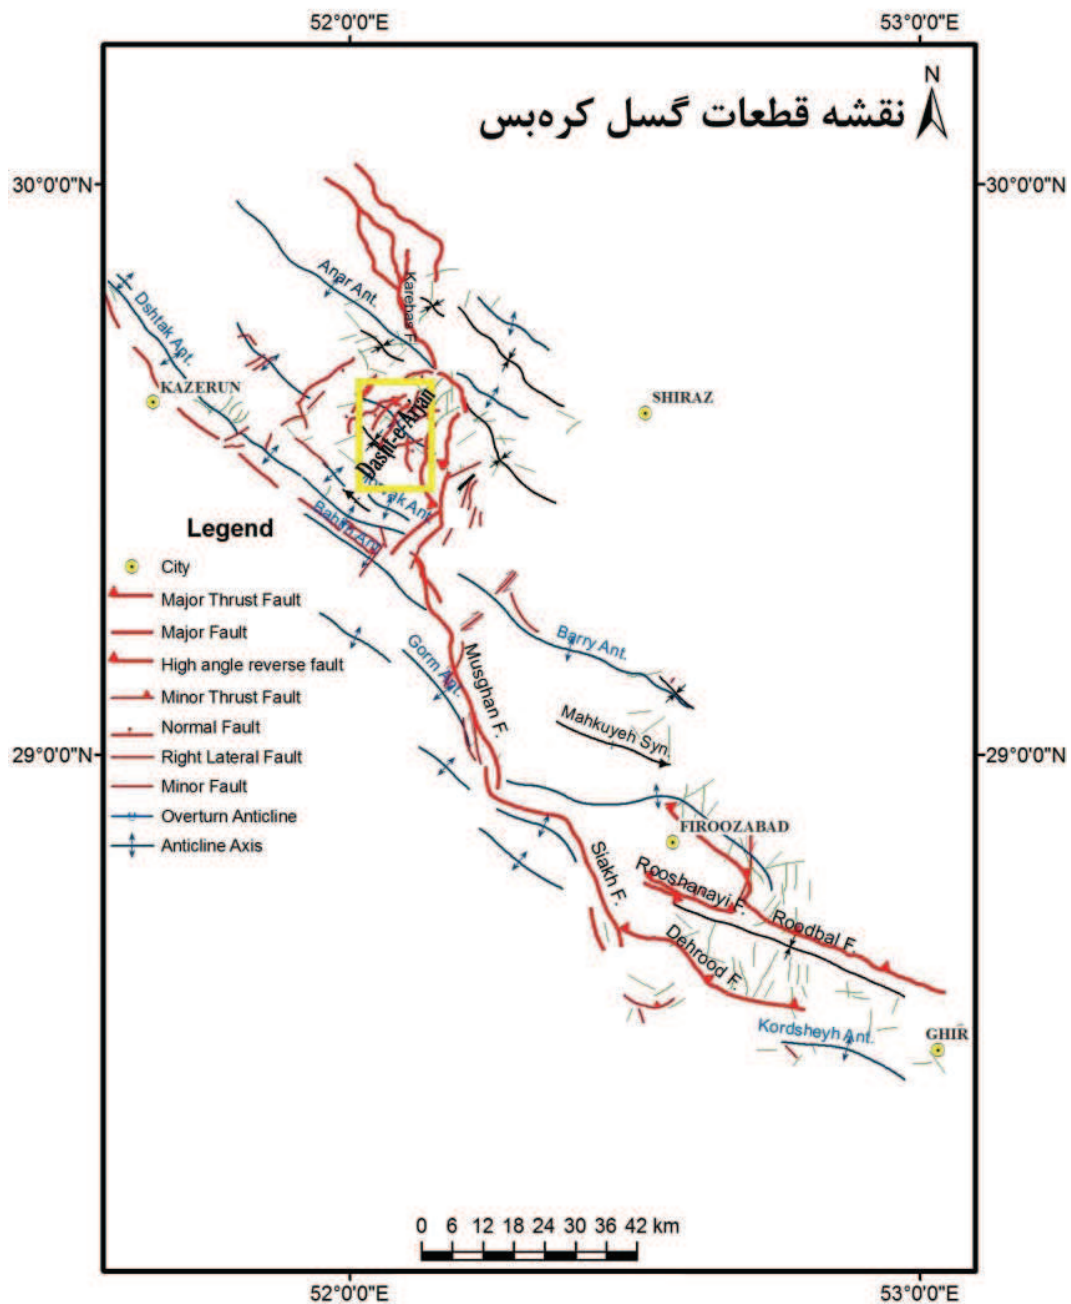 52°0'0"E
53°0'0"E
N
نقشه قطعات گسل کره‌بس
30°0'0"N
30°0'0"N
Anar Ant.
Karebas F.
Dshtak Ant.
KAZERUN
SHIRAZ
Dasht-e-Arjan
Ant.
Legend
City
Major Thrust Fault
Major Fault
High angle reverse fault
Minor Thrust Fault
Normal Fault
Right Lateral Fault
Minor Fault
Overturn Anticline
Anticline Axis
Barry Ant.
Gorm Ant.
Musghan F.
Mahkuyeh Syn.
29°0'0"N
29°0'0"N
FIROOZABAD
Siakh F.
Rooshanayi F.
Roodbal F.
Dehrood F.
Kordsheyh Ant.
GHIR
0 6 12 18 24 30 36 42 km
52°0'0"E
53°0'0"E